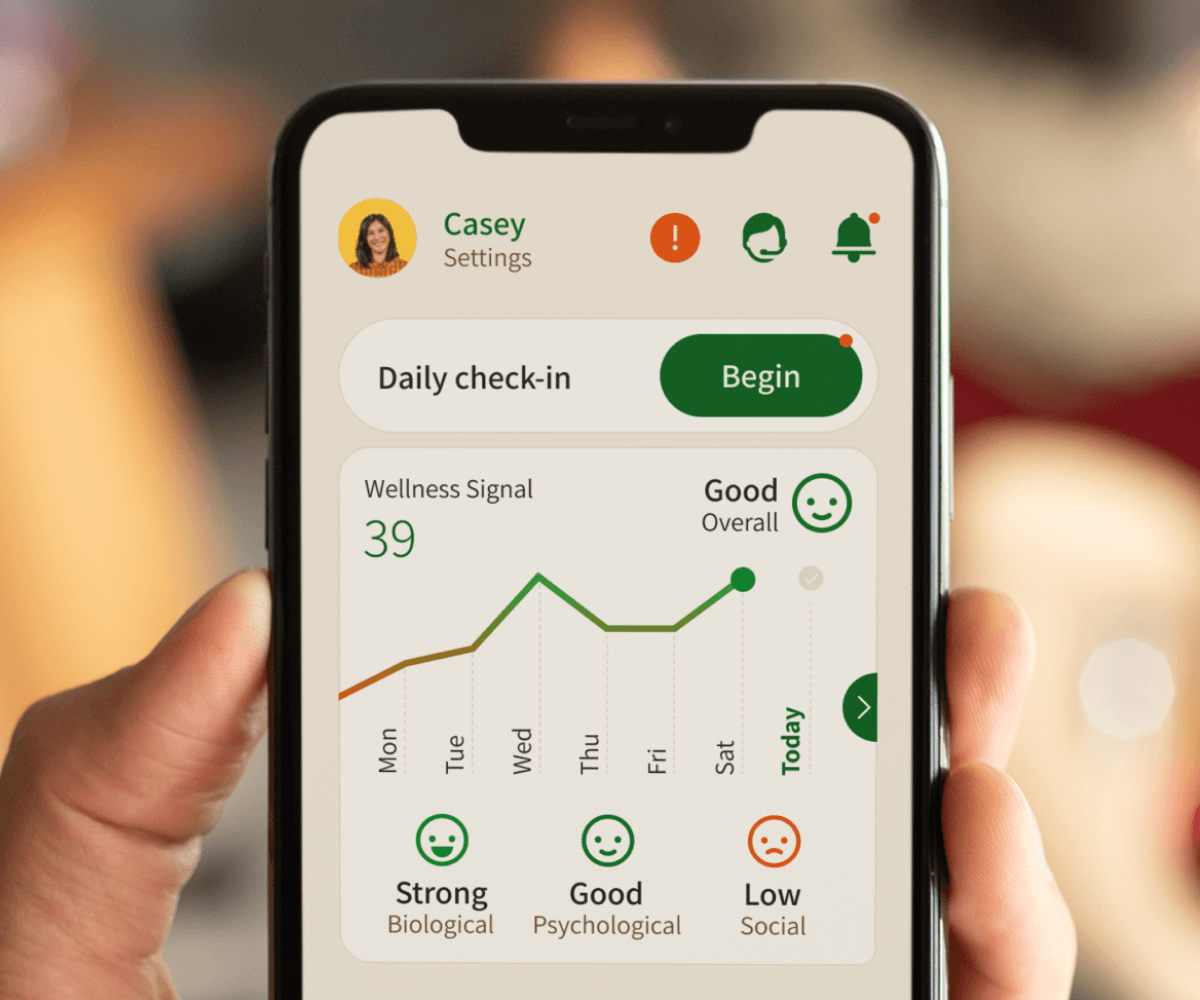 Casey
Settings
!
Daily check-in
Begin
Wellness Signal
39
Good
Overall
Mon
Tue
Wed
Thu
Fri
Sat
Today
Strong
Biological
Good
Psychological
Low
Social